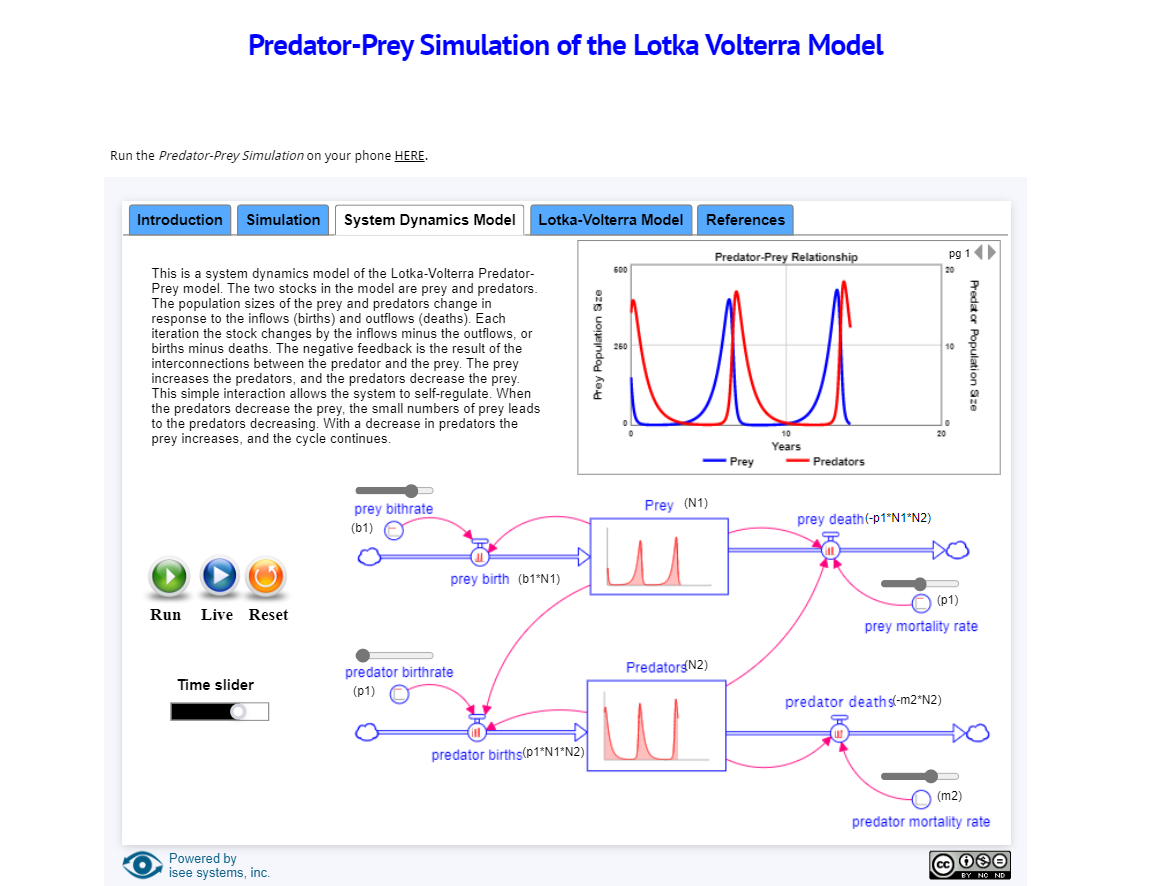 Predator-Prey Simulation of the Lotka Volterra Model
Run the Predator-Prey Simulation on your phone HERE.
Introduction
Simulation
System Dynamics Model
Lotka-Volterra Model
References
This is a system dynamics model of the Lotka-Volterra Predator-
Prey model. The two stocks in the model are prey and predators.
The population sizes of the prey and predators change in
response to the inflows (births) and outflows (deaths). Each
iteration the stock changes by the inflows minus the outflows, or
births minus deaths. The negative feedback is the result of the
interconnections between the predator and the prey. The prey
increases the predators, and the predators decrease the prey.
This simple interaction allows the system to self-regulate. When
the predators decrease the prey, the small numbers of prey leads
to the predators decreasing. With a decrease in predators the
prey increases, and the cycle continues.
Predator-Prey Relationship
pg 1
Prey Population Size
500
250
0
20
10
0
Predator Population Size
0
10
20
Years
Prey
Predators
prey bithrate
(b1)
prey birth (b1*N1)
Prey (N1)
prey death(-p1*N1*N2)
(p1)
prey mortality rate
Run
Live
Reset
Time slider
predator birthrate
(p1)
predator births(p1*N1*N2)
Predators(N2)
predator deaths(-m2*N2)
(m2)
predator mortality rate
Powered by
isee systems, inc.
cc
BY NC ND